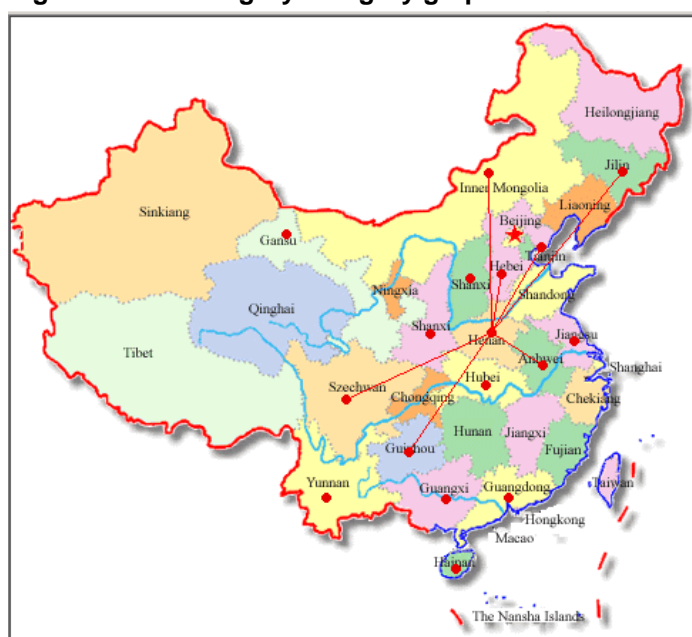 Heilongjiang
Jilin
Inner Mongolia
Liaoning
Sinkiang
Beijing
Gansu
Tianjin
Hebei
Shanxi
Ningxia
Shandong
Qinghai
Shanxi
Henan
Jiangsu
Tibet
Anhwei
Shanghai
Szechwan
Hubei
Chongqing
Chekiang
Hunan
Jiangxi
Guizhou
Fujian
Yunnan
Guangxi
Guangdong
Taiwan
Hongkong
Macao
Hainan
The Nansha Islands